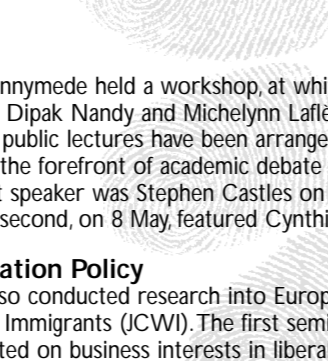 nnymede held a workshop, at whi
Dipak Nandy and Michelynn Laflè
public lectures have been arrange
the forefront of academic debate
t speaker was Stephen Castles on
second, on 8 May, featured Cynthi
ation Policy
so conducted research into Europ
Immigrants (JCWI). The first semi
ted on business interests in libera